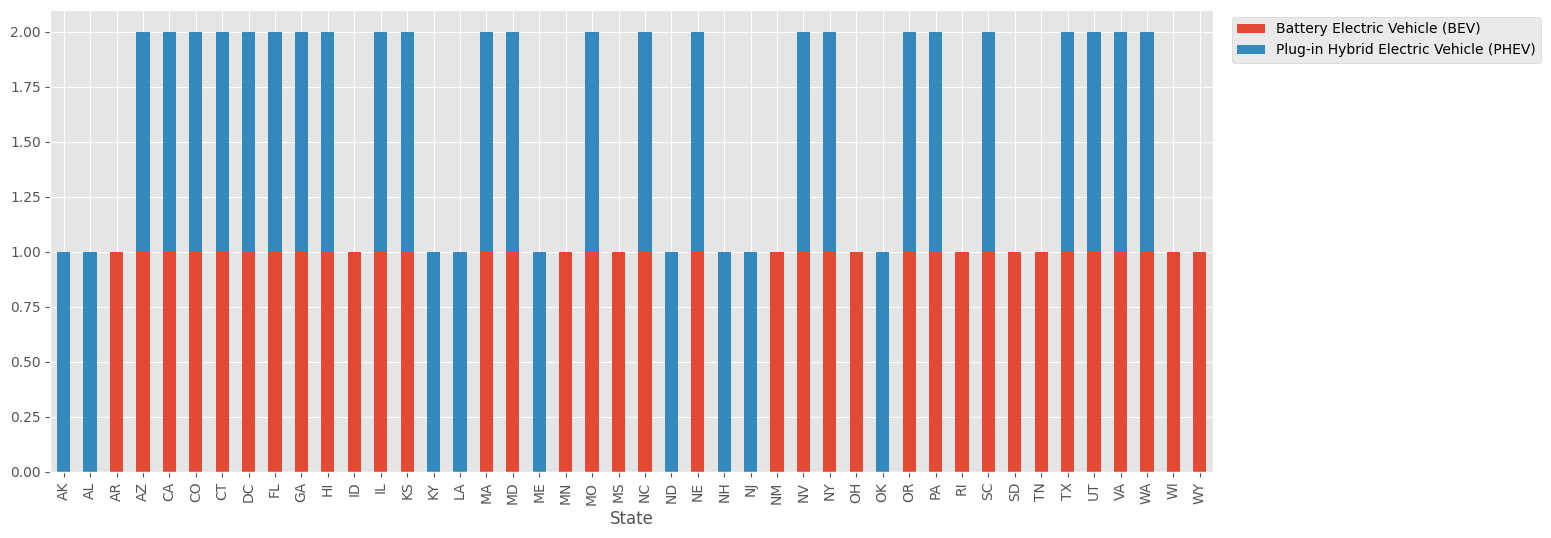 2.00
1.75
1.50
1.25
1.00
0.75
0.50
0.25
0.00
AK AL AR AZ CA CO CT DC FL GA HI ID IL KS KY LA MA MD ME MN MO MS NC ND NE NH NJ NM NV NY OH OK OR PA RI SC SD TN TX UT VA WA WI WY
State
Battery Electric Vehicle (BEV)
Plug-in Hybrid Electric Vehicle (PHEV)